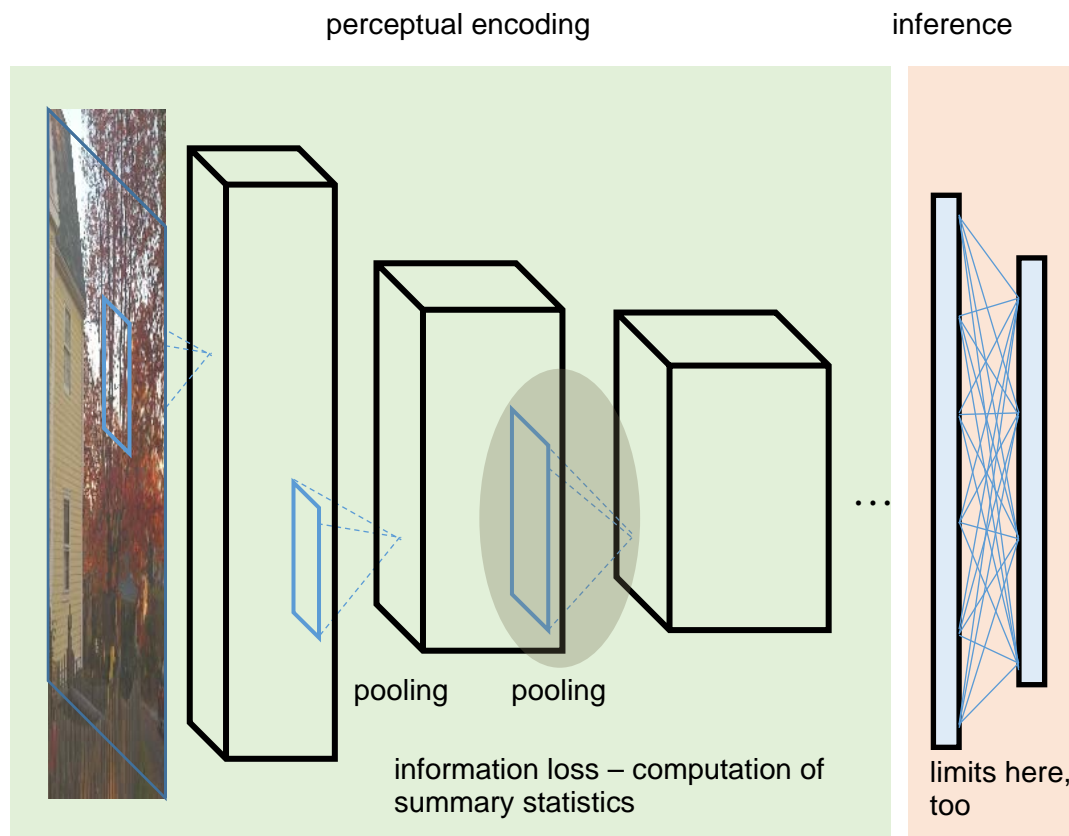 perceptual encoding
inference
pooling
pooling
...
information loss – computation of
summary statistics
limits here,
too